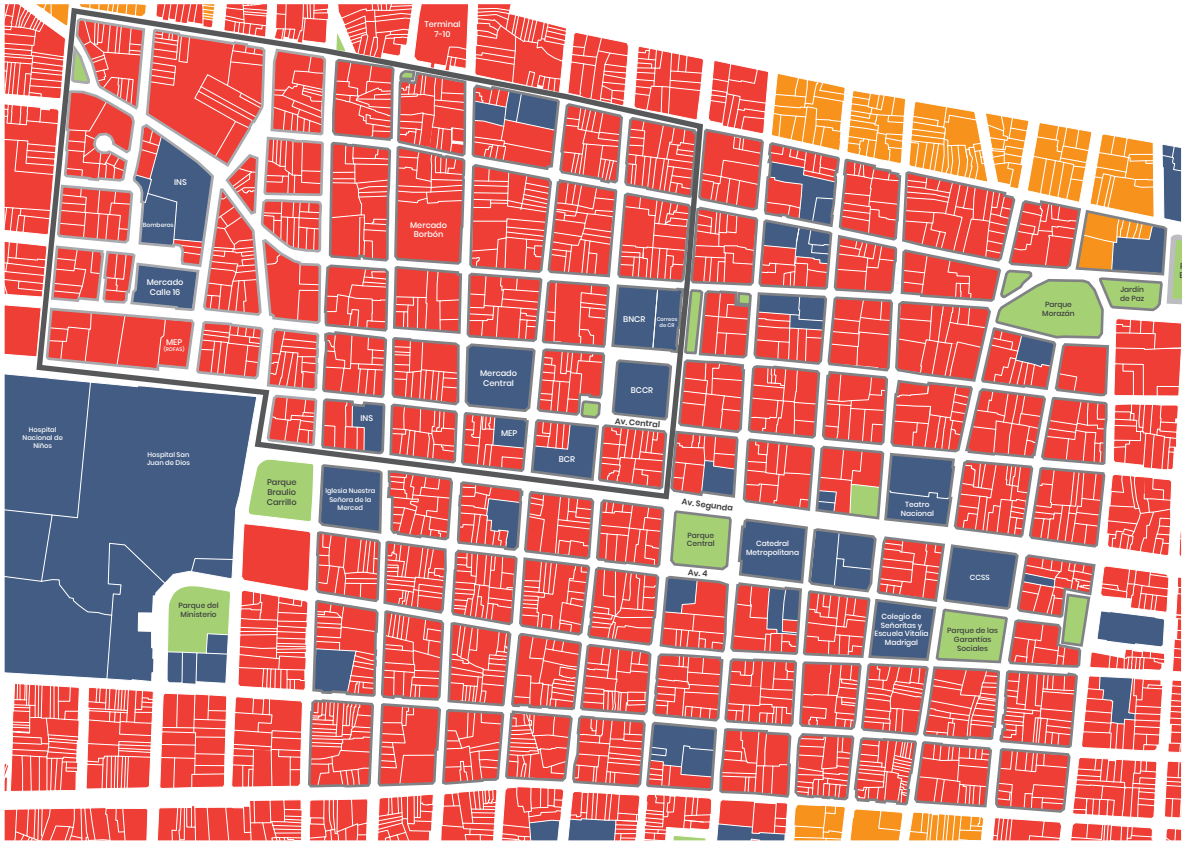 Terminal
7-10
INS
Bomberos
Mercado
Borbón
Mercado
Calle 16
BNCR
Correos
de CR
MEP
(ROFAS)
Mercado
Central
BCCR
Av. Central
INS
MEP
BCR
Jardín
de Paz
Parque
Morazán
Hospital
Nacional de
Niños
Hospital San
Juan de Dios
Parque
Braulio
Carrillo
Iglesia Nuestra
Señora de la
Merced
Av. Segunda
Teatro
Nacional
Parque
Central
Catedral
Metropolitana
Av. 4
CCSS
Parque del
Ministerio
Colegio de
Señoritas y
Escuela Vitalia
Madrigal
Parque de las
Garantías
Sociales